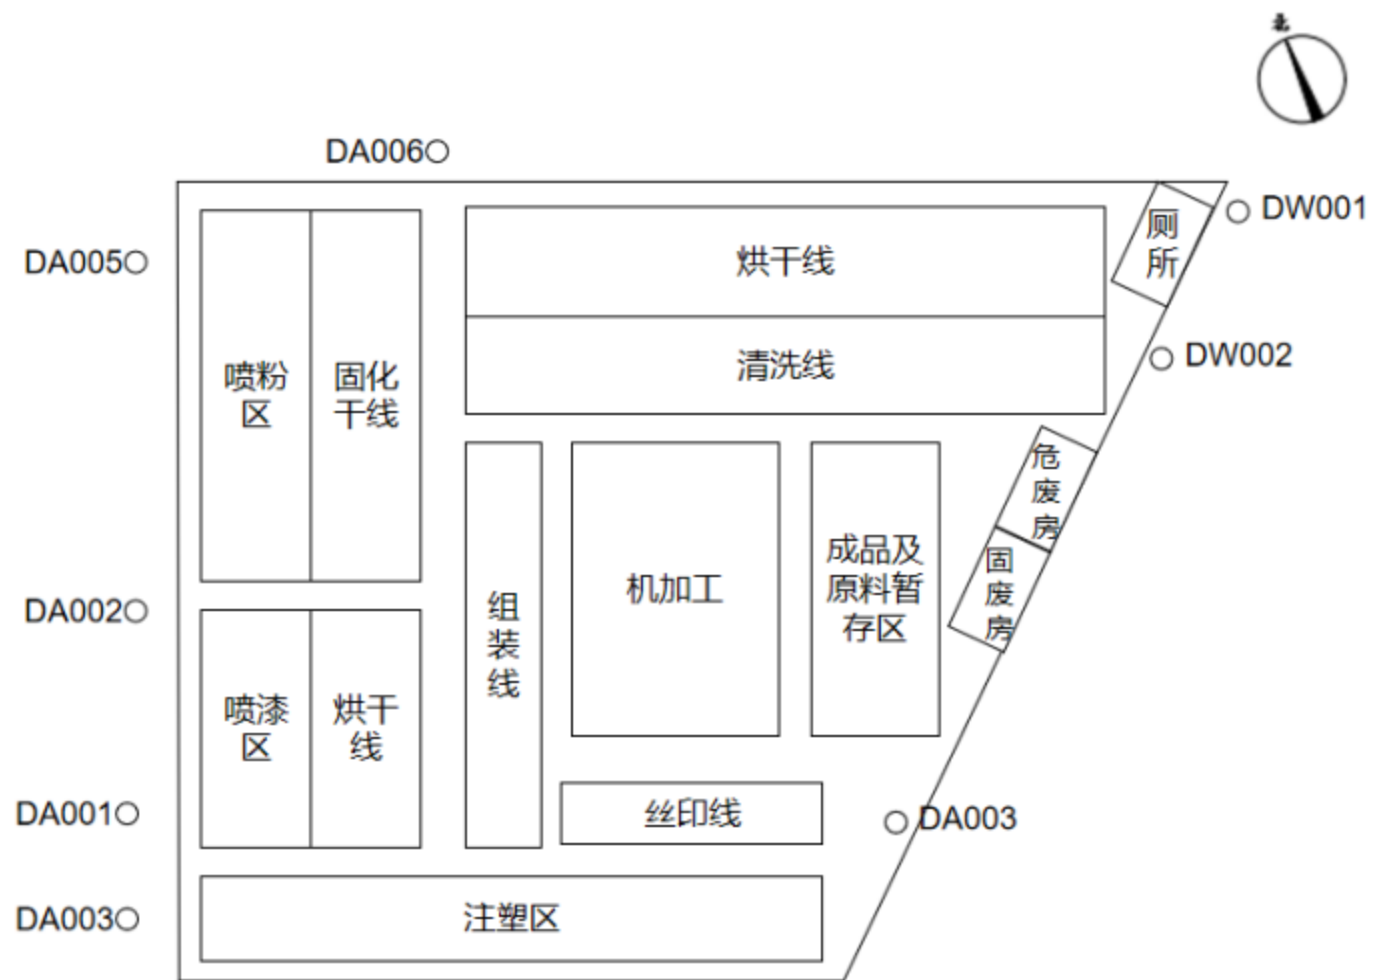 北
DA006
DW001
厕
所
DA005
烘干线
DW002
清洗线
喷粉
区
固化
干线
危
废
房
成品及
原料暂
存区
固
废
房
机加工
DA002
组
装
线
喷漆
区
烘干
线
DA001
丝印线
DA003
DA003
注塑区